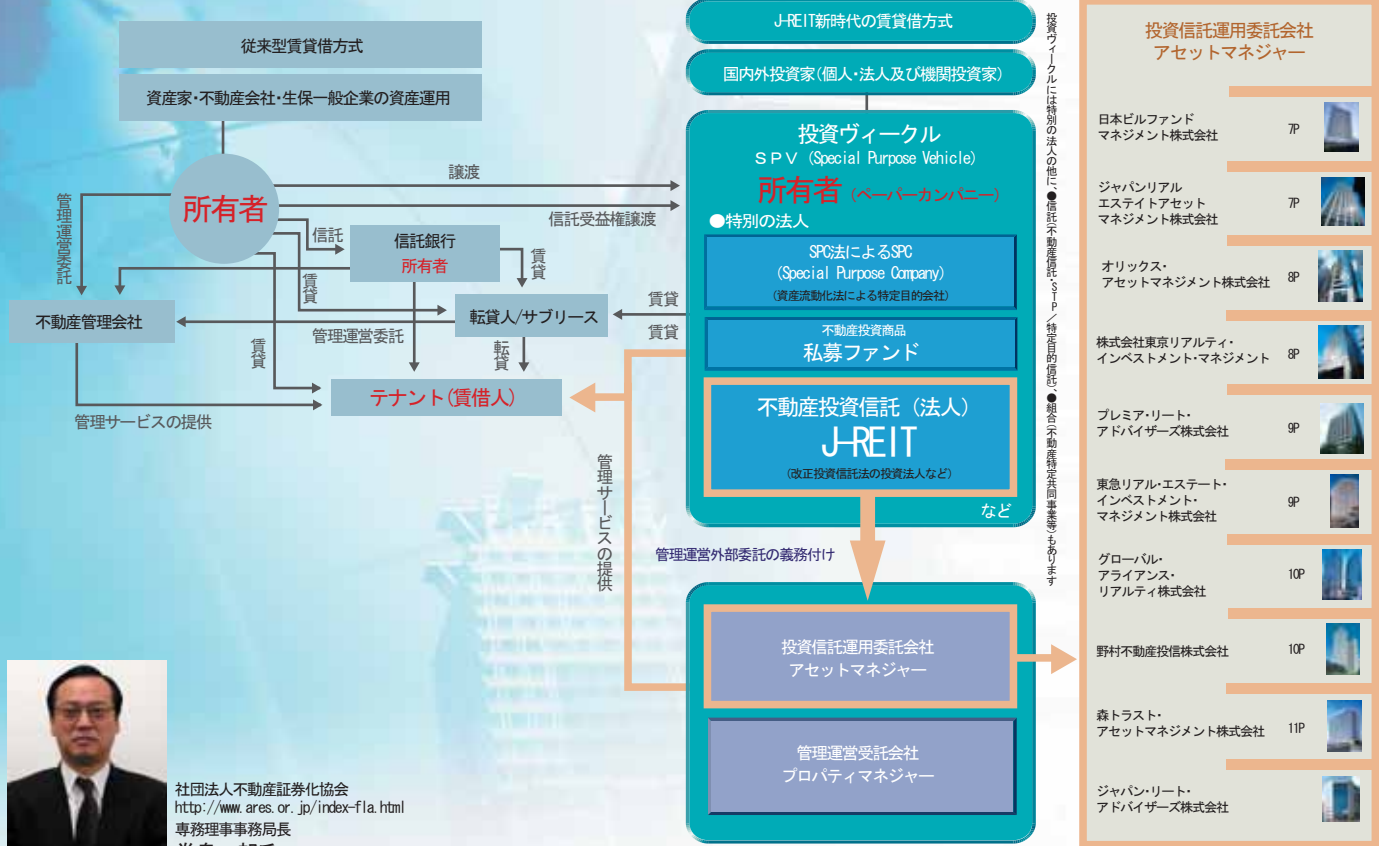 従来型賃貸借方式
資産家・不動産会社・生保一般企業の資産運用
所有者
管理運営業委託
譲渡
信託受益権譲渡
信託
信託銀行
所有者
賃貸
賃貸
転貸人/サブリース
不動産管理会社
管理運営委託
賃貸
転貸
テナント(賃借人)
管理サービスの提供
賃貸
賃貸
J-REIT新時代の賃貸借方式
国内外投資家(個人・法人及び機関投資家)
投資ヴィークル
SPV (Special Purpose Vehicle)
所有者 (ペーパーカンパニー)
●特別の法人
SPC法によるSPC
(Special Purpose Company)
(資産流動化法による特定目的会社)
不動産投資商品
私募ファンド
不動産投資信託 (法人)
J-REIT
(改正投資信託法の投資法人など)
など
投資ヴィークルには特別の法人の他に、●信託(不動産信託・STP/特定目的信託)、●組合(不動産特定共同事業等)もあります
管理サービスの提供
管理運営外部委託の義務付け
投資信託運用委託会社
アセットマネジャー
管理運営受託会社
プロパティマネジャー
投資信託運用委託会社
アセットマネジャー
日本ビルファンド
マネジメント株式会社 7P
ジャパンリアル
エステイトアセット 7P
マネジメント株式会社
オリックス・
アセットマネジメント株式会社 8P
株式会社東京リアルティ・
インベストメント・マネジメント 8P
プレミア・リート・
アドバイザーズ株式会社 9P
東急リアル・エステート・
インベストメント・ 9P
マネジメント株式会社
グローバル・
アライアンス・ 10P
リアルティ株式会社
野村不動産投信株式会社 10P
森トラスト・
アセットマネジメント株式会社 11P
ジャパン・リート・
アドバイザーズ株式会社
社団法人不動産証券化協会
http://www.ares.or.jp/index-fla.html
専務理事事務局長